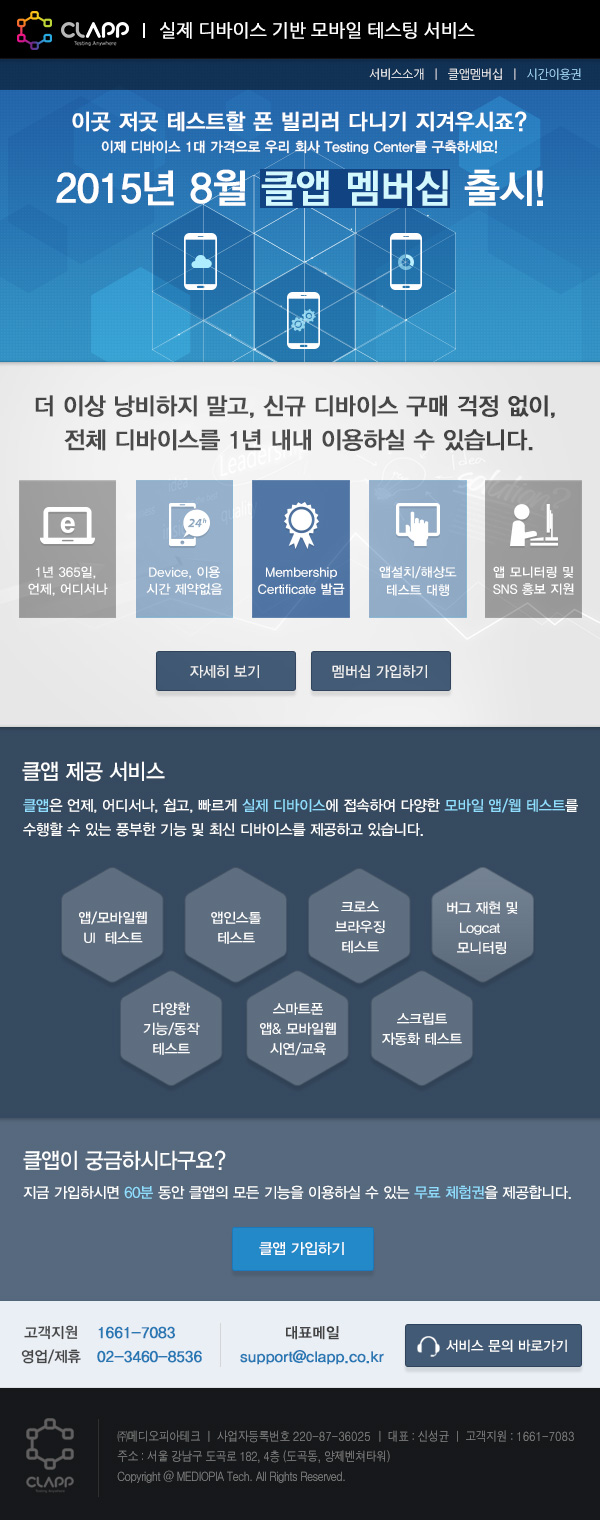 CLAPP
Testing Anywhere
실제 디바이스 기반 모바일 테스팅 서비스
서비스소개 | 클앱멤버십 | 시간이용권
이곳 저곳 테스트할 폰 빌리러 다니기 지겨우시죠?
이제 디바이스 1대 가격으로 우리 회사 Testing Center를 구축하세요!
2015년 8월 클앱 멤버십 출시!
더 이상 낭비하지 말고, 신규 디바이스 구매 걱정 없이,
전체 디바이스를 1년 내내 이용하실 수 있습니다.
Leadership
Idea
solutions?
idea
quality
e
1년 365일,
언제, 어디서나
24h
Device, 이용
시간 제약없음
Membership
Certificate 발급
앱설치/해상도
테스트 대행
앱 모니터링 및
SNS 홍보 지원
자세히 보기
멤버십 가입하기
클앱 제공 서비스
클앱은 언제, 어디서나, 쉽고, 빠르게 실제 디바이스에 접속하여 다양한 모바일 앱/웹 테스트를
수행할 수 있는 풍부한 기능 및 최신 디바이스를 제공하고 있습니다.
앱/모바일웹
UI 테스트
앱인스톨
테스트
크로스
브라우징
테스트
버그 재현 및
Logcat
모니터링
다양한
기능/동작
테스트
스마트폰
앱& 모바일웹
시연/교육
스크립트
자동화 테스트
클앱이 궁금하시다구요?
지금 가입하시면 60분 동안 클앱의 모든 기능을 이용하실 수 있는 무료 체험권을 제공합니다.
클앱 가입하기
고객지원 1661-7083
영업/제휴 02-3460-8536
대표메일
support@clapp.co.kr
서비스 문의 바로가기
CLAPP
Testing Anywhere
㈜메디오피아테크 | 사업자등록번호 220-87-36025 | 대표 : 신성균 | 고객지원 : 1661-7083
주소 : 서울 강남구 도곡로 182, 4층 (도곡동, 양제벤쳐타워)
Copyright @ MEDIOPIA Tech. All Rights Reserved.